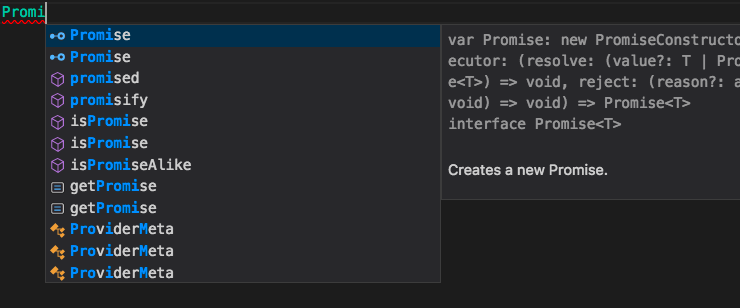 Promi
Promise
Promise
promised
promisify
isPromise
isPromise
isPromiseAlike
getPromise
getPromise
ProviderMeta
ProviderMeta
ProviderMeta
var Promise: new PromiseConstructo
ecutor: (resolve: (value?: T | Pro
e<T>) => void, reject: (reason?: a
void) => void) => Promise<T>
interface Promise<T>
Creates a new Promise.